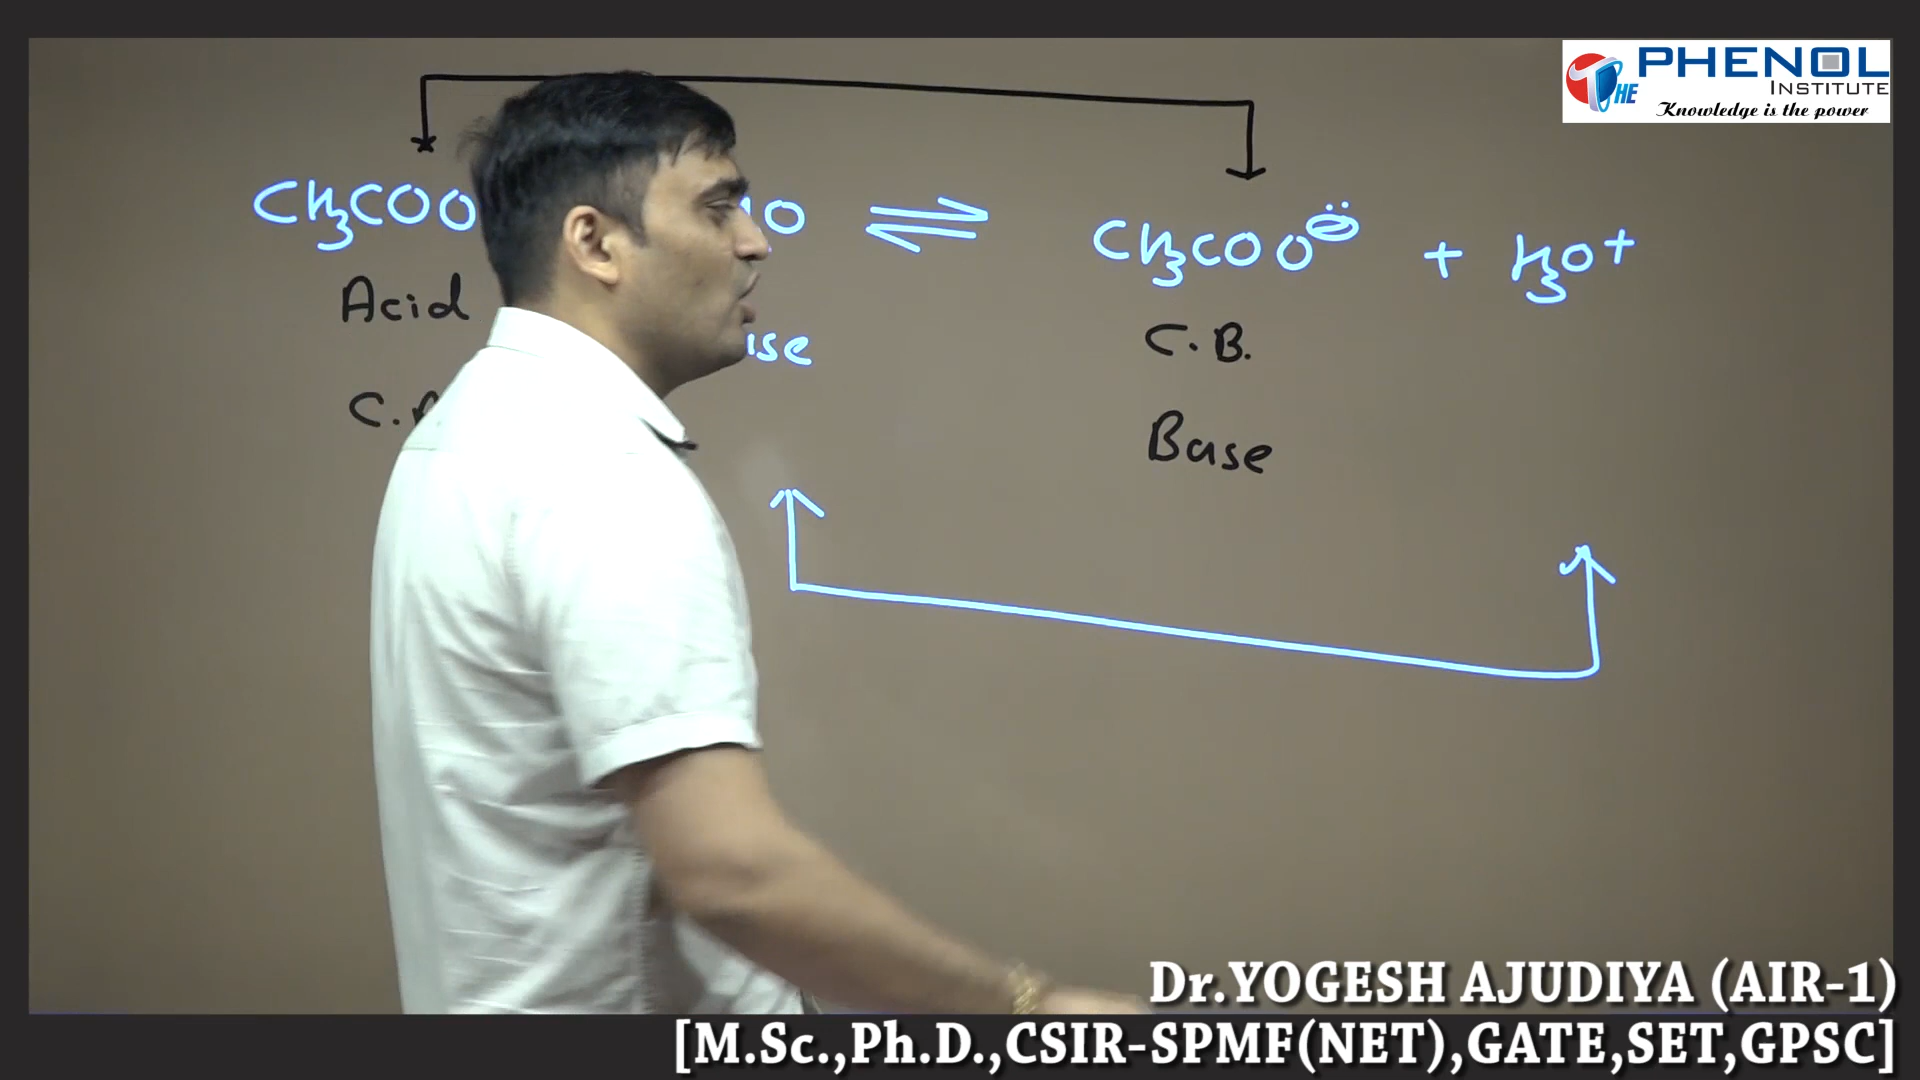 THE PHENOL
INSTITUTE
Knowledge is the power
CH3COO O ⇌ CH3COO⊖ + H3O+
Acid
C.B.
C.
Base
Dr.YOGESH AJUDIYA (AIR-1)
[M.Sc.,Ph.D.,CSIR-SPMF(NET),GATE,SET,GPSC]